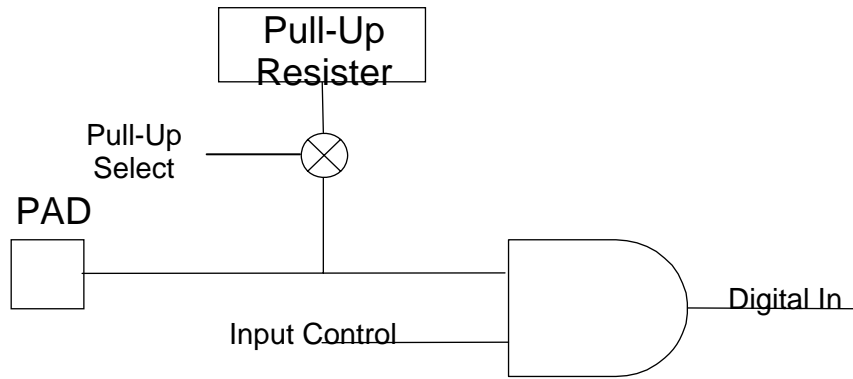 Pull-Up
Resister
Pull-Up
Select
PAD
Digital In
Input Control